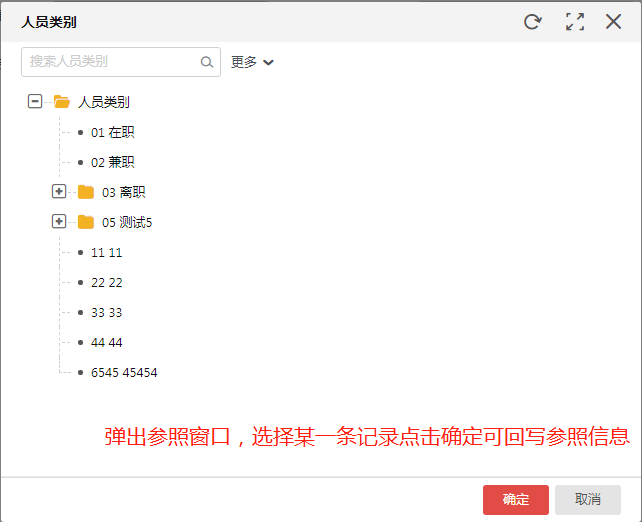 人员类别
搜索人员类别
更多
人员类别
01 在职
02 兼职
03 离职
05 测试5
11 11
22 22
33 33
44 44
6545 45454
弹出参照窗口，选择某一条记录点击确定可回写参照信息
确定 取消